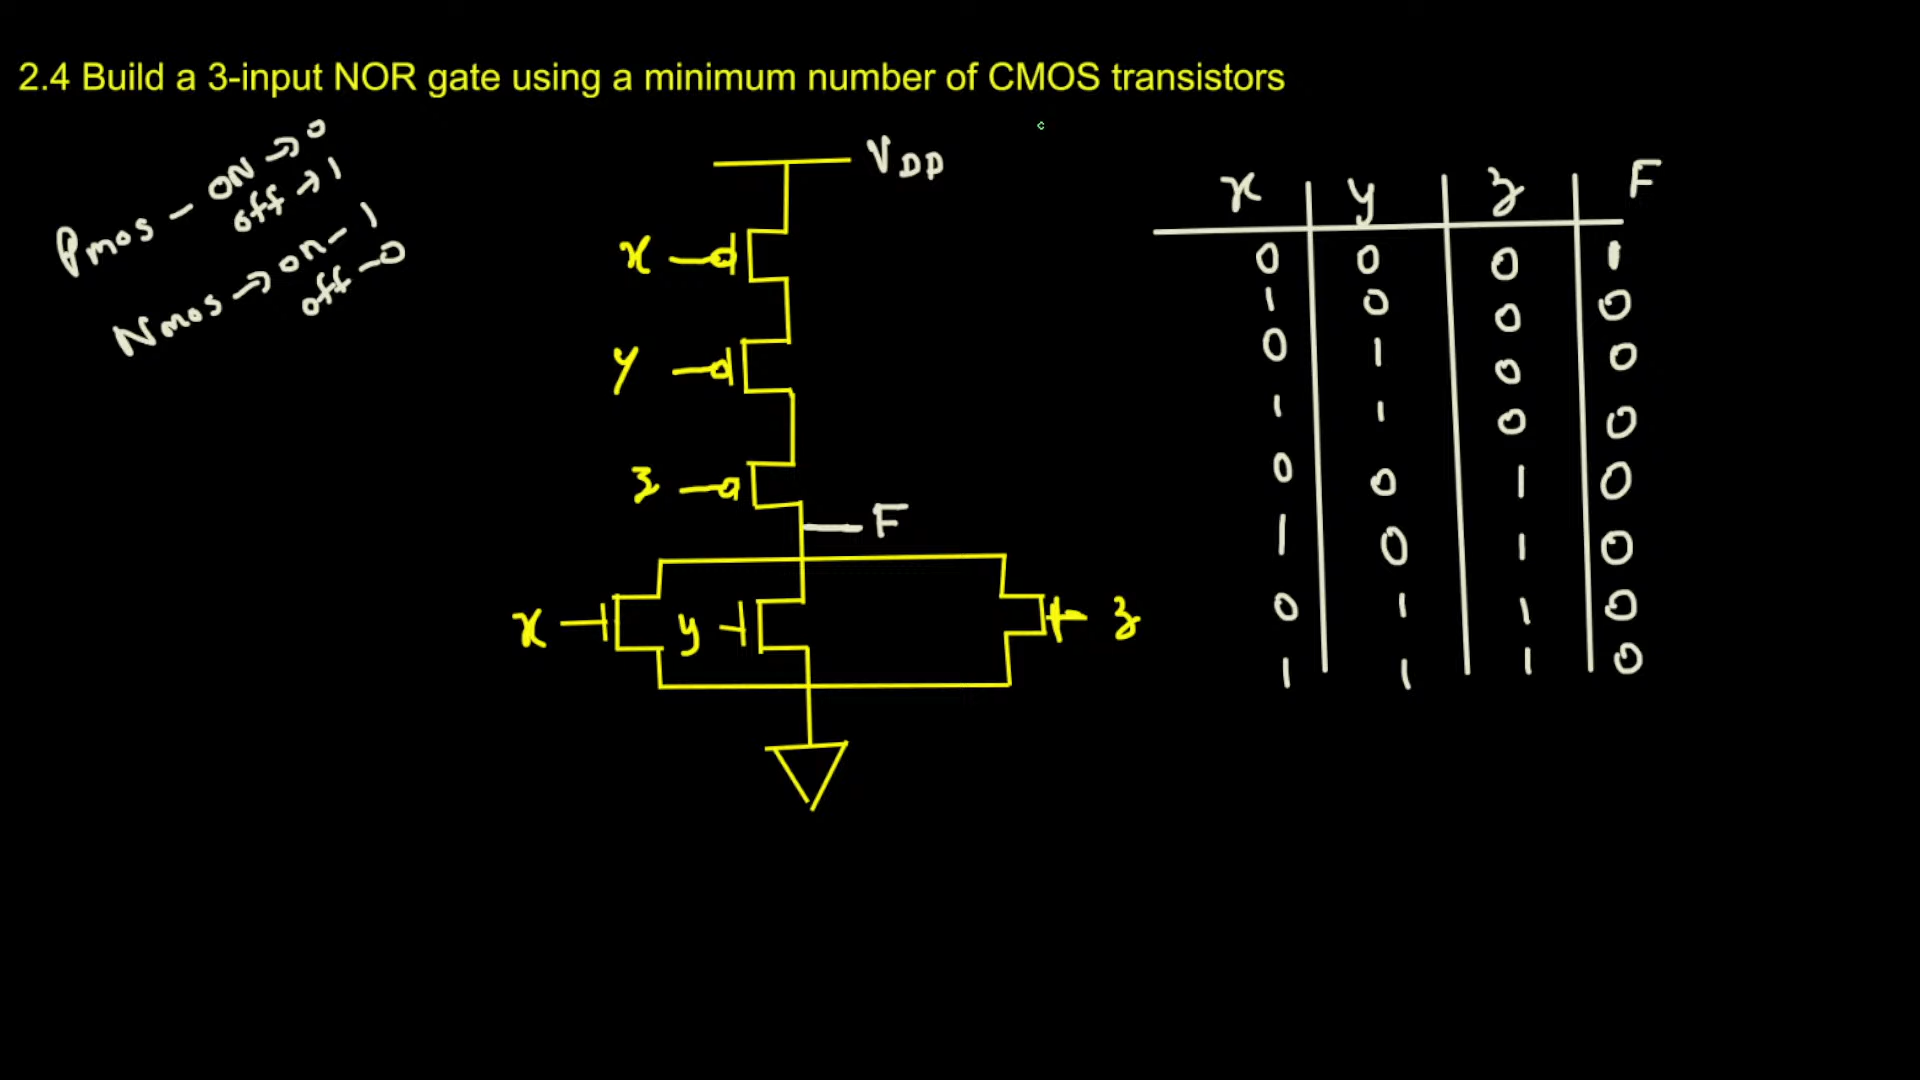 2.4 Build a 3-input NOR gate using a minimum number of CMOS transistors
Pmos - ON → 0
off → 1
Nmos → on - 1
off - 0
VDD
x
y
z
F
x y z
x y z F
0 0 0 1
1 0 0 0
0 1 0 0
1 1 0 0
0 0 1 0
1 0 1 0
0 1 1 0
1 1 1 0